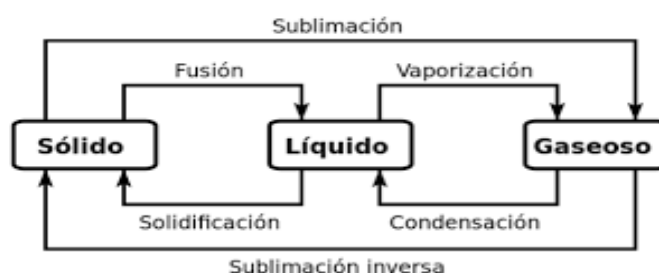 Sublimación
Fusión
Vaporización
Sólido
Líquido
Gaseoso
Solidificación
Condensación
Sublimación inversa